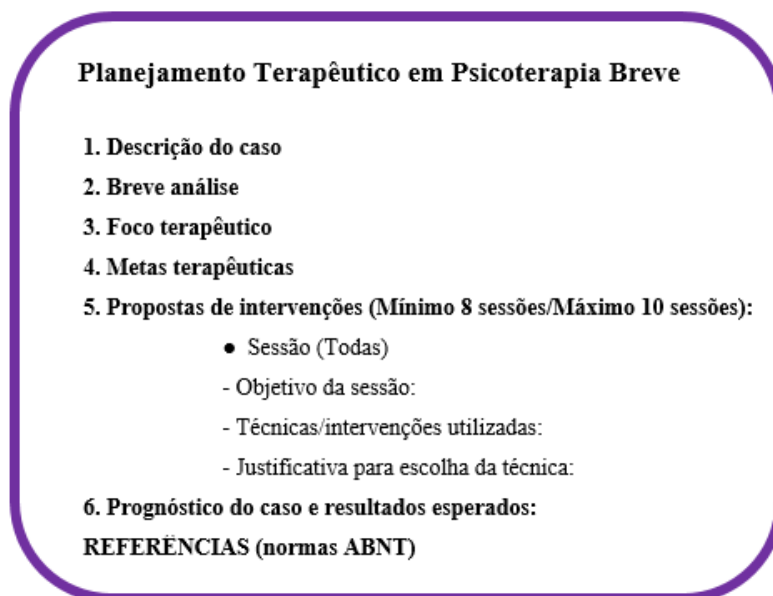 Planejamento Terapêutico em Psicoterapia Breve
1. Descrição do caso
2. Breve análise
3. Foco terapêutico
4. Metas terapêuticas
5. Propostas de intervenções (Mínimo 8 sessões/Máximo 10 sessões):
● Sessão (Todas)
- Objetivo da sessão:
- Técnicas/intervenções utilizadas:
- Justificativa para escolha da técnica:
6. Prognóstico do caso e resultados esperados:
REFERÊNCIAS (normas ABNT)